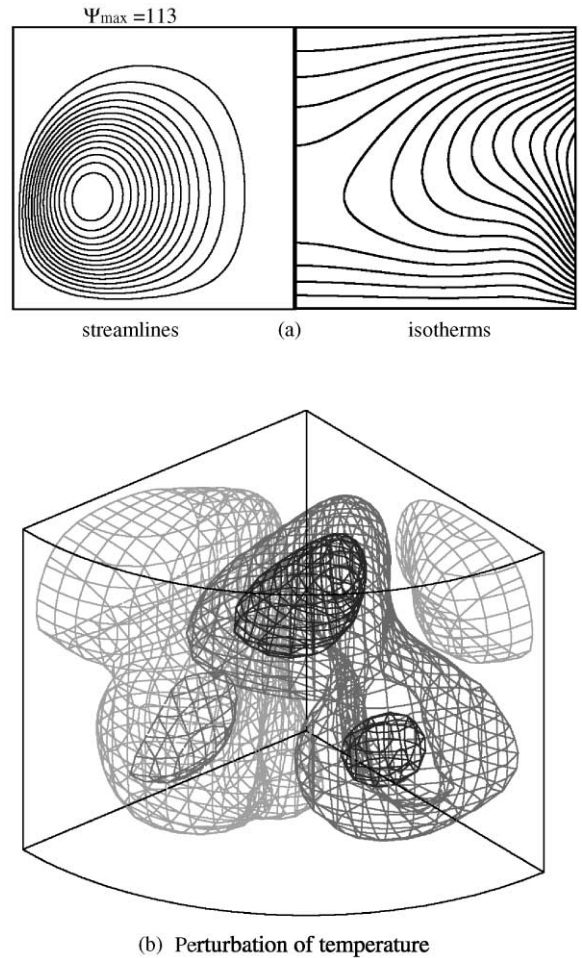 Ψmax =113
streamlines (a) isotherms
(b) Perturbation of temperature